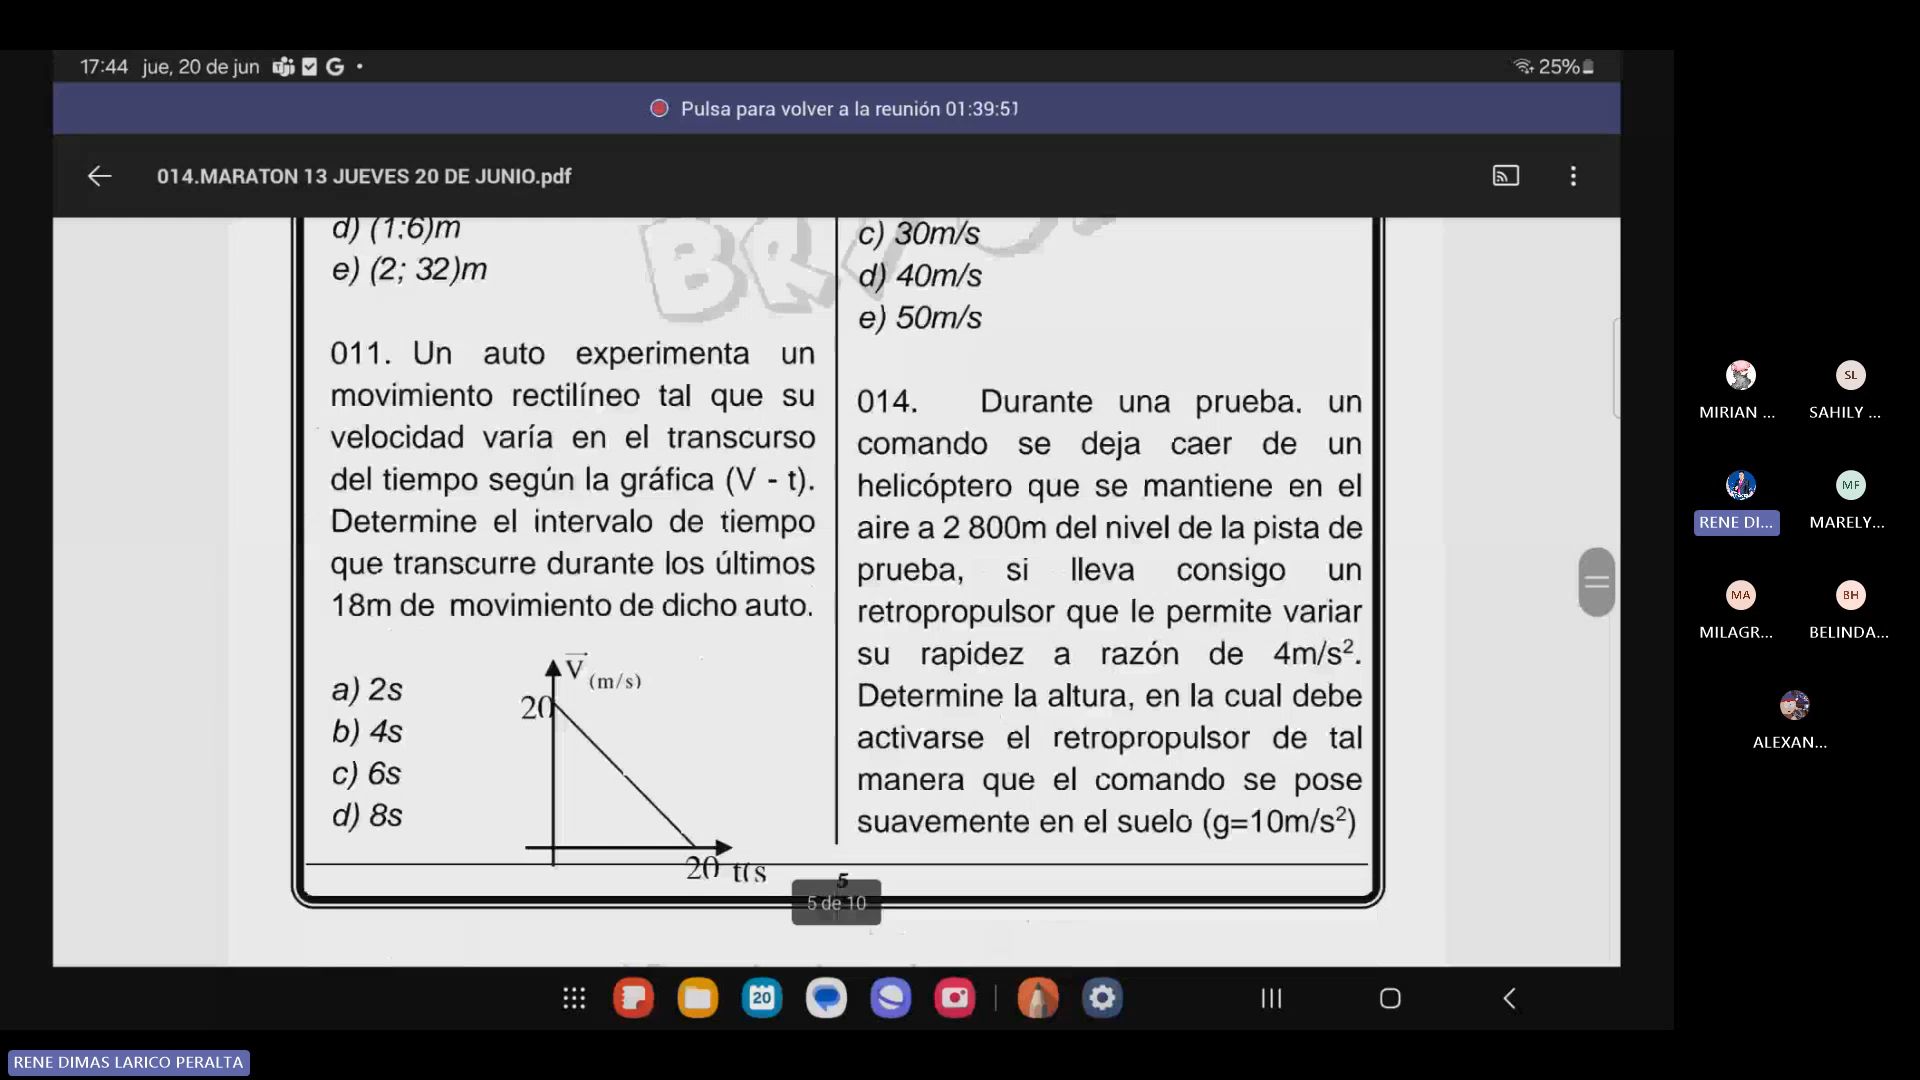 17:44 jue, 20 de jun
25%
Pulsa para volver a la reunión 01:39:51
014.MARATON 13 JUEVES 20 DE JUNIO.pdf
d) (1:6)m
e) (2; 32)m
011. Un auto experimenta un
movimiento rectilíneo tal que su
velocidad varía en el transcurso
del tiempo según la gráfica (V - t).
Determine el intervalo de tiempo
que transcurre durante los últimos
18m de movimiento de dicho auto.
a) 2s
b) 4s
c) 6s
d) 8s
V (m/s)
20
20 t(s
c) 30m/s
d) 40m/s
e) 50m/s
014. Durante una prueba. un
comando se deja caer de un
helicóptero que se mantiene en el
aire a 2 800m del nivel de la pista de
prueba, si lleva consigo un
retropropulsor que le permite variar
su rapidez a razón de 4m/s².
Determine la altura, en la cual debe
activarse el retropropulsor de tal
manera que el comando se pose
suavemente en el suelo (g=10m/s²)
5
5 de 10
20
MIRIAN ...
SL
SAHILY ...
RENE DI...
MF
MARELY...
MA
MILAGR...
BH
BELINDA...
ALEXAN...
RENE DIMAS LARICO PERALTA